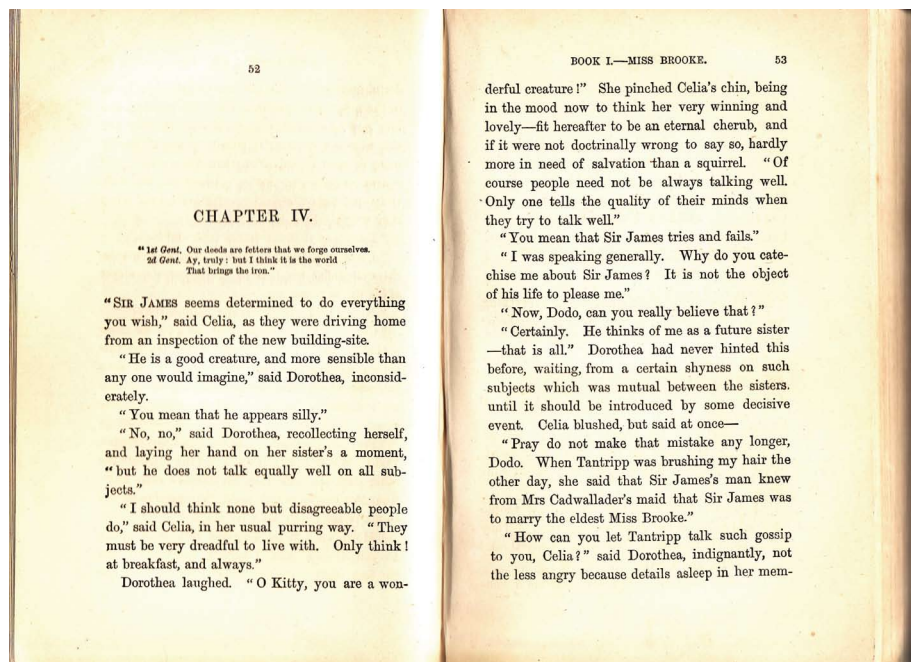 52
CHAPTER IV.
"1st Gent. Our deeds are fetters that we forge ourselves.
2d Gent. Ay, truly: but I think it is the world
That brings the iron."
"SIR JAMES seems determined to do everything
you wish," said Celia, as they were driving home
from an inspection of the new building-site.
"He is a good creature, and more sensible than
any one would imagine," said Dorothea, inconsid-
erately.
"You mean that he appears silly."
"No, no," said Dorothea, recollecting herself,
and laying her hand on her sister's a moment,
"but he does not talk equally well on all sub-
jects."
"I should think none but disagreeable people
do," said Celia, in her usual purring way. "They
must be very dreadful to live with. Only think!
at breakfast, and always."
Dorothea laughed. "O Kitty, you are a won-
BOOK I.—MISS BROOKE. 53
derful creature!" She pinched Celia's chin, being
in the mood now to think her very winning and
lovely—fit hereafter to be an eternal cherub, and
if it were not doctrinally wrong to say so, hardly
more in need of salvation than a squirrel. "Of
course people need not be always talking well.
Only one tells the quality of their minds when
they try to talk well."
"You mean that Sir James tries and fails."
"I was speaking generally. Why do you cate-
chise me about Sir James? It is not the object
of his life to please me."
"Now, Dodo, can you really believe that?"
"Certainly. He thinks of me as a future sister
—that is all." Dorothea had never hinted this
before, waiting, from a certain shyness on such
subjects which was mutual between the sisters.
until it should be introduced by some decisive
event. Celia blushed, but said at once—
"Pray do not make that mistake any longer,
Dodo. When Tantripp was brushing my hair the
other day, she said that Sir James's man knew
from Mrs Cadwallader's maid that Sir James was
to marry the eldest Miss Brooke."
"How can you let Tantripp talk such gossip
to you, Celia?" said Dorothea, indignantly, not
the less angry because details asleep in her mem-